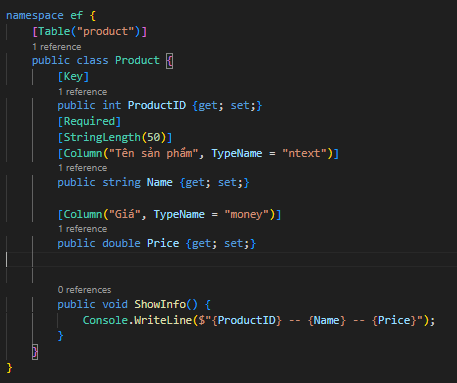 namespace ef {
[Table("product")]
1 reference
public class Product {
[Key]
1 reference
public int ProductID {get; set;}
[Required]
[StringLength(50)]
[Column("Tên sản phẩm", TypeName = "ntext")]
1 reference
public string Name {get; set;}
[Column("Giá", TypeName = "money")]
1 reference
public double Price {get; set;}
0 references
public void ShowInfo() {
Console.WriteLine($"{ProductID} -- {Name} -- {Price}");
}
}
}